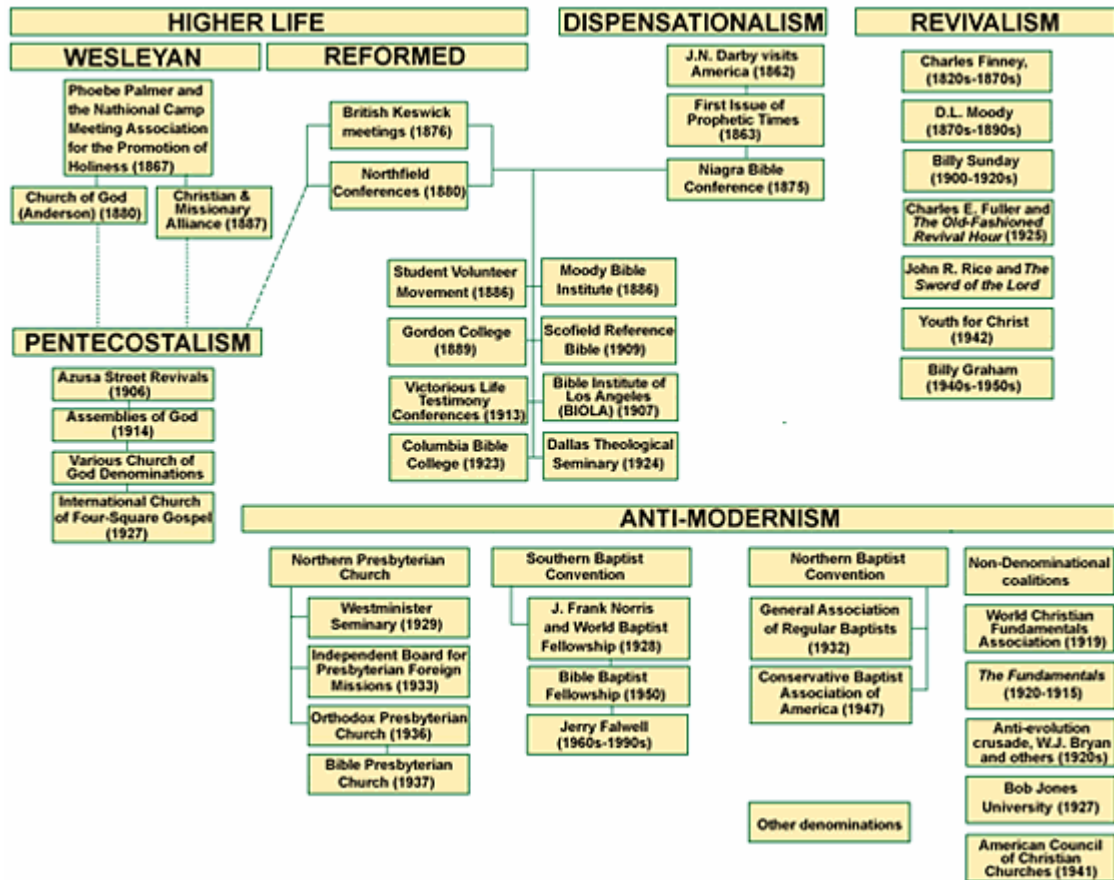 HIGHER LIFE
WESLEYAN
Phoebe Palmer and
the Nathional Camp
Meeting Association
for the Promotion of
Holiness (1867)
Church of God
(Anderson) (1880)
Christian &
Missionary
Alliance (1887)
REFORMED
British Keswick
meetings (1876)
Northfield
Conferences (1880)
DISPENSATIONALISM
J.N. Darby visits
America (1862)
First Issue of
Prophetic Times
(1863)
Niagra Bible
Conference (1875)
REVIVALISM
Charles Finney,
(1820s-1870s)
D.L. Moody
(1870s-1890s)
Billy Sunday
(1900-1920s)
Charles E. Fuller and
The Old-Fashioned
Revival Hour (1925)
John R. Rice and The
Sword of the Lord
Youth for Christ
(1942)
Billy Graham
(1940s-1950s)
Student Volunteer
Movement (1886)
Moody Bible
Institute (1886)
Gordon College
(1889)
Scofield Reference
Bible (1909)
Victorious Life
Testimony
Conferences (1913)
Bible Institute of
Los Angeles
(BIOLA) (1907)
Columbia Bible
College (1923)
Dallas Theological
Seminary (1924)
PENTECOSTALISM
Azusa Street Revivals
(1906)
Assemblies of God
(1914)
Various Church of
God Denominations
International Church
of Four-Square Gospel
(1927)
ANTI-MODERNISM
Northern Presbyterian
Church
Westminister
Seminary (1929)
Independent Board for
Presbyterian Foreign
Missions (1933)
Orthodox Presbyterian
Church (1936)
Bible Presbyterian
Church (1937)
Southern Baptist
Convention
J. Frank Norris
and World Baptist
Fellowship (1928)
Bible Baptist
Fellowship (1950)
Jerry Falwell
(1960s-1990s)
Northern Baptist
Convention
General Association
of Regular Baptists
(1932)
Conservative Baptist
Association of
America (1947)
Other denominations
Non-Denominational
coalitions
World Christian
Fundamentals
Association (1919)
The Fundamentals
(1920-1915)
Anti-evolution
crusade, W.J. Bryan
and others (1920s)
Bob Jones
University (1927)
American Council
of Christian
Churches (1941)